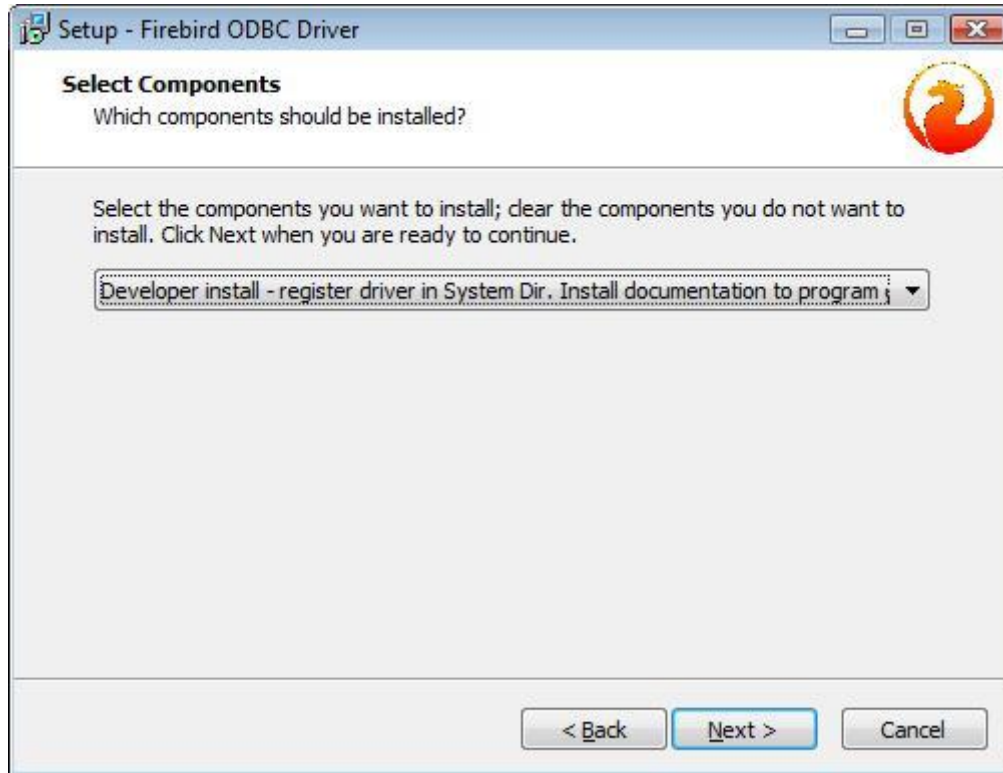 Setup - Firebird ODBC Driver
Select Components
Which components should be installed?
Select the components you want to install; clear the components you do not want to
install. Click Next when you are ready to continue.
Developer install - register driver in System Dir. Install documentation to program
< Back
Next >
Cancel